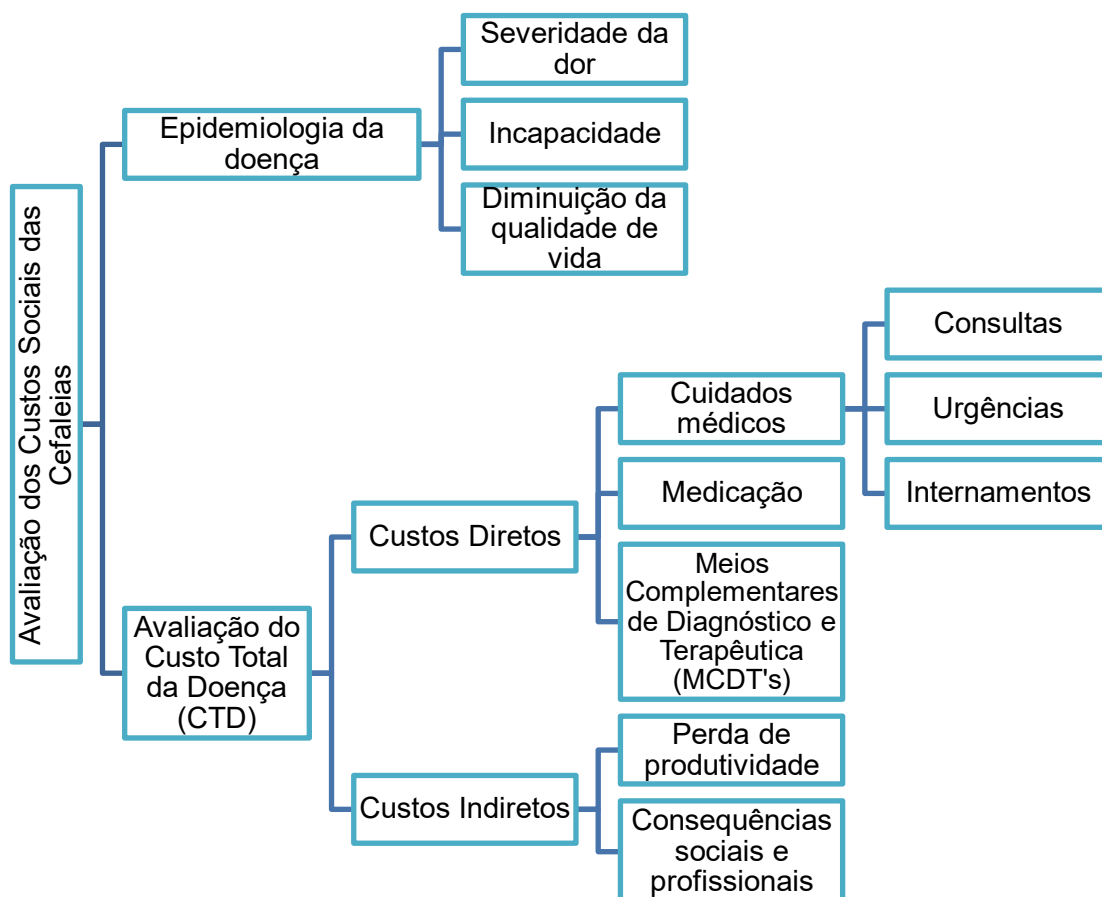 Avaliação dos Custos Sociais das
Cefaleias
Epidemiologia da
doença
Severidade da
dor
Incapacidade
Diminuição da
qualidade de
vida
Avaliação do
Custo Total
da Doença
(CTD)
Custos Diretos
Cuidados
médicos
Consultas
Urgências
Internamentos
Medicação
Meios
Complementares
de Diagnóstico e
Terapêutica
(MCDT's)
Custos Indiretos
Perda de
produtividade
Consequências
sociais e
profissionais